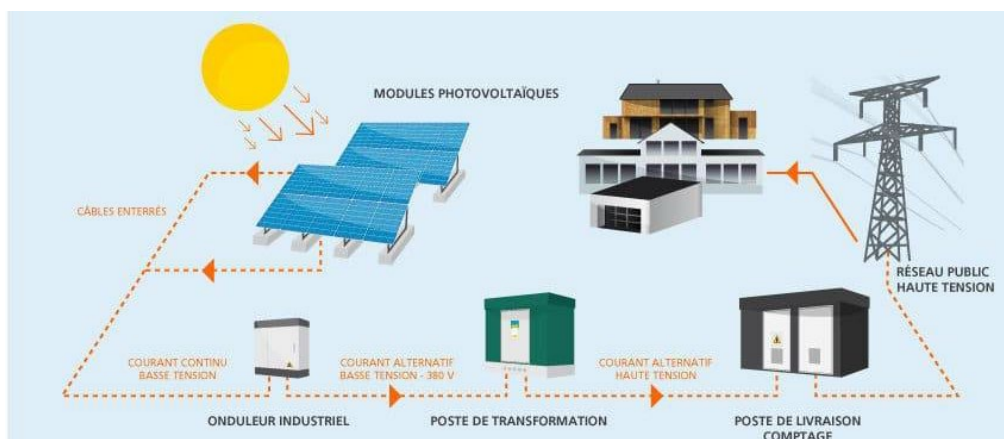 MODULES PHOTOVOLTAÏQUES
CÂBLES ENTERRÉS
RÉSEAU PUBLIC
HAUTE TENSION
COURANT CONTINU
BASSE TENSION
COURANT ALTERNATIF
BASSE TENSION - 380 V
COURANT ALTERNATIF
HAUTE TENSION
ONDULEUR INDUSTRIEL
POSTE DE TRANSFORMATION
POSTE DE LIVRAISON
COMPTAGE